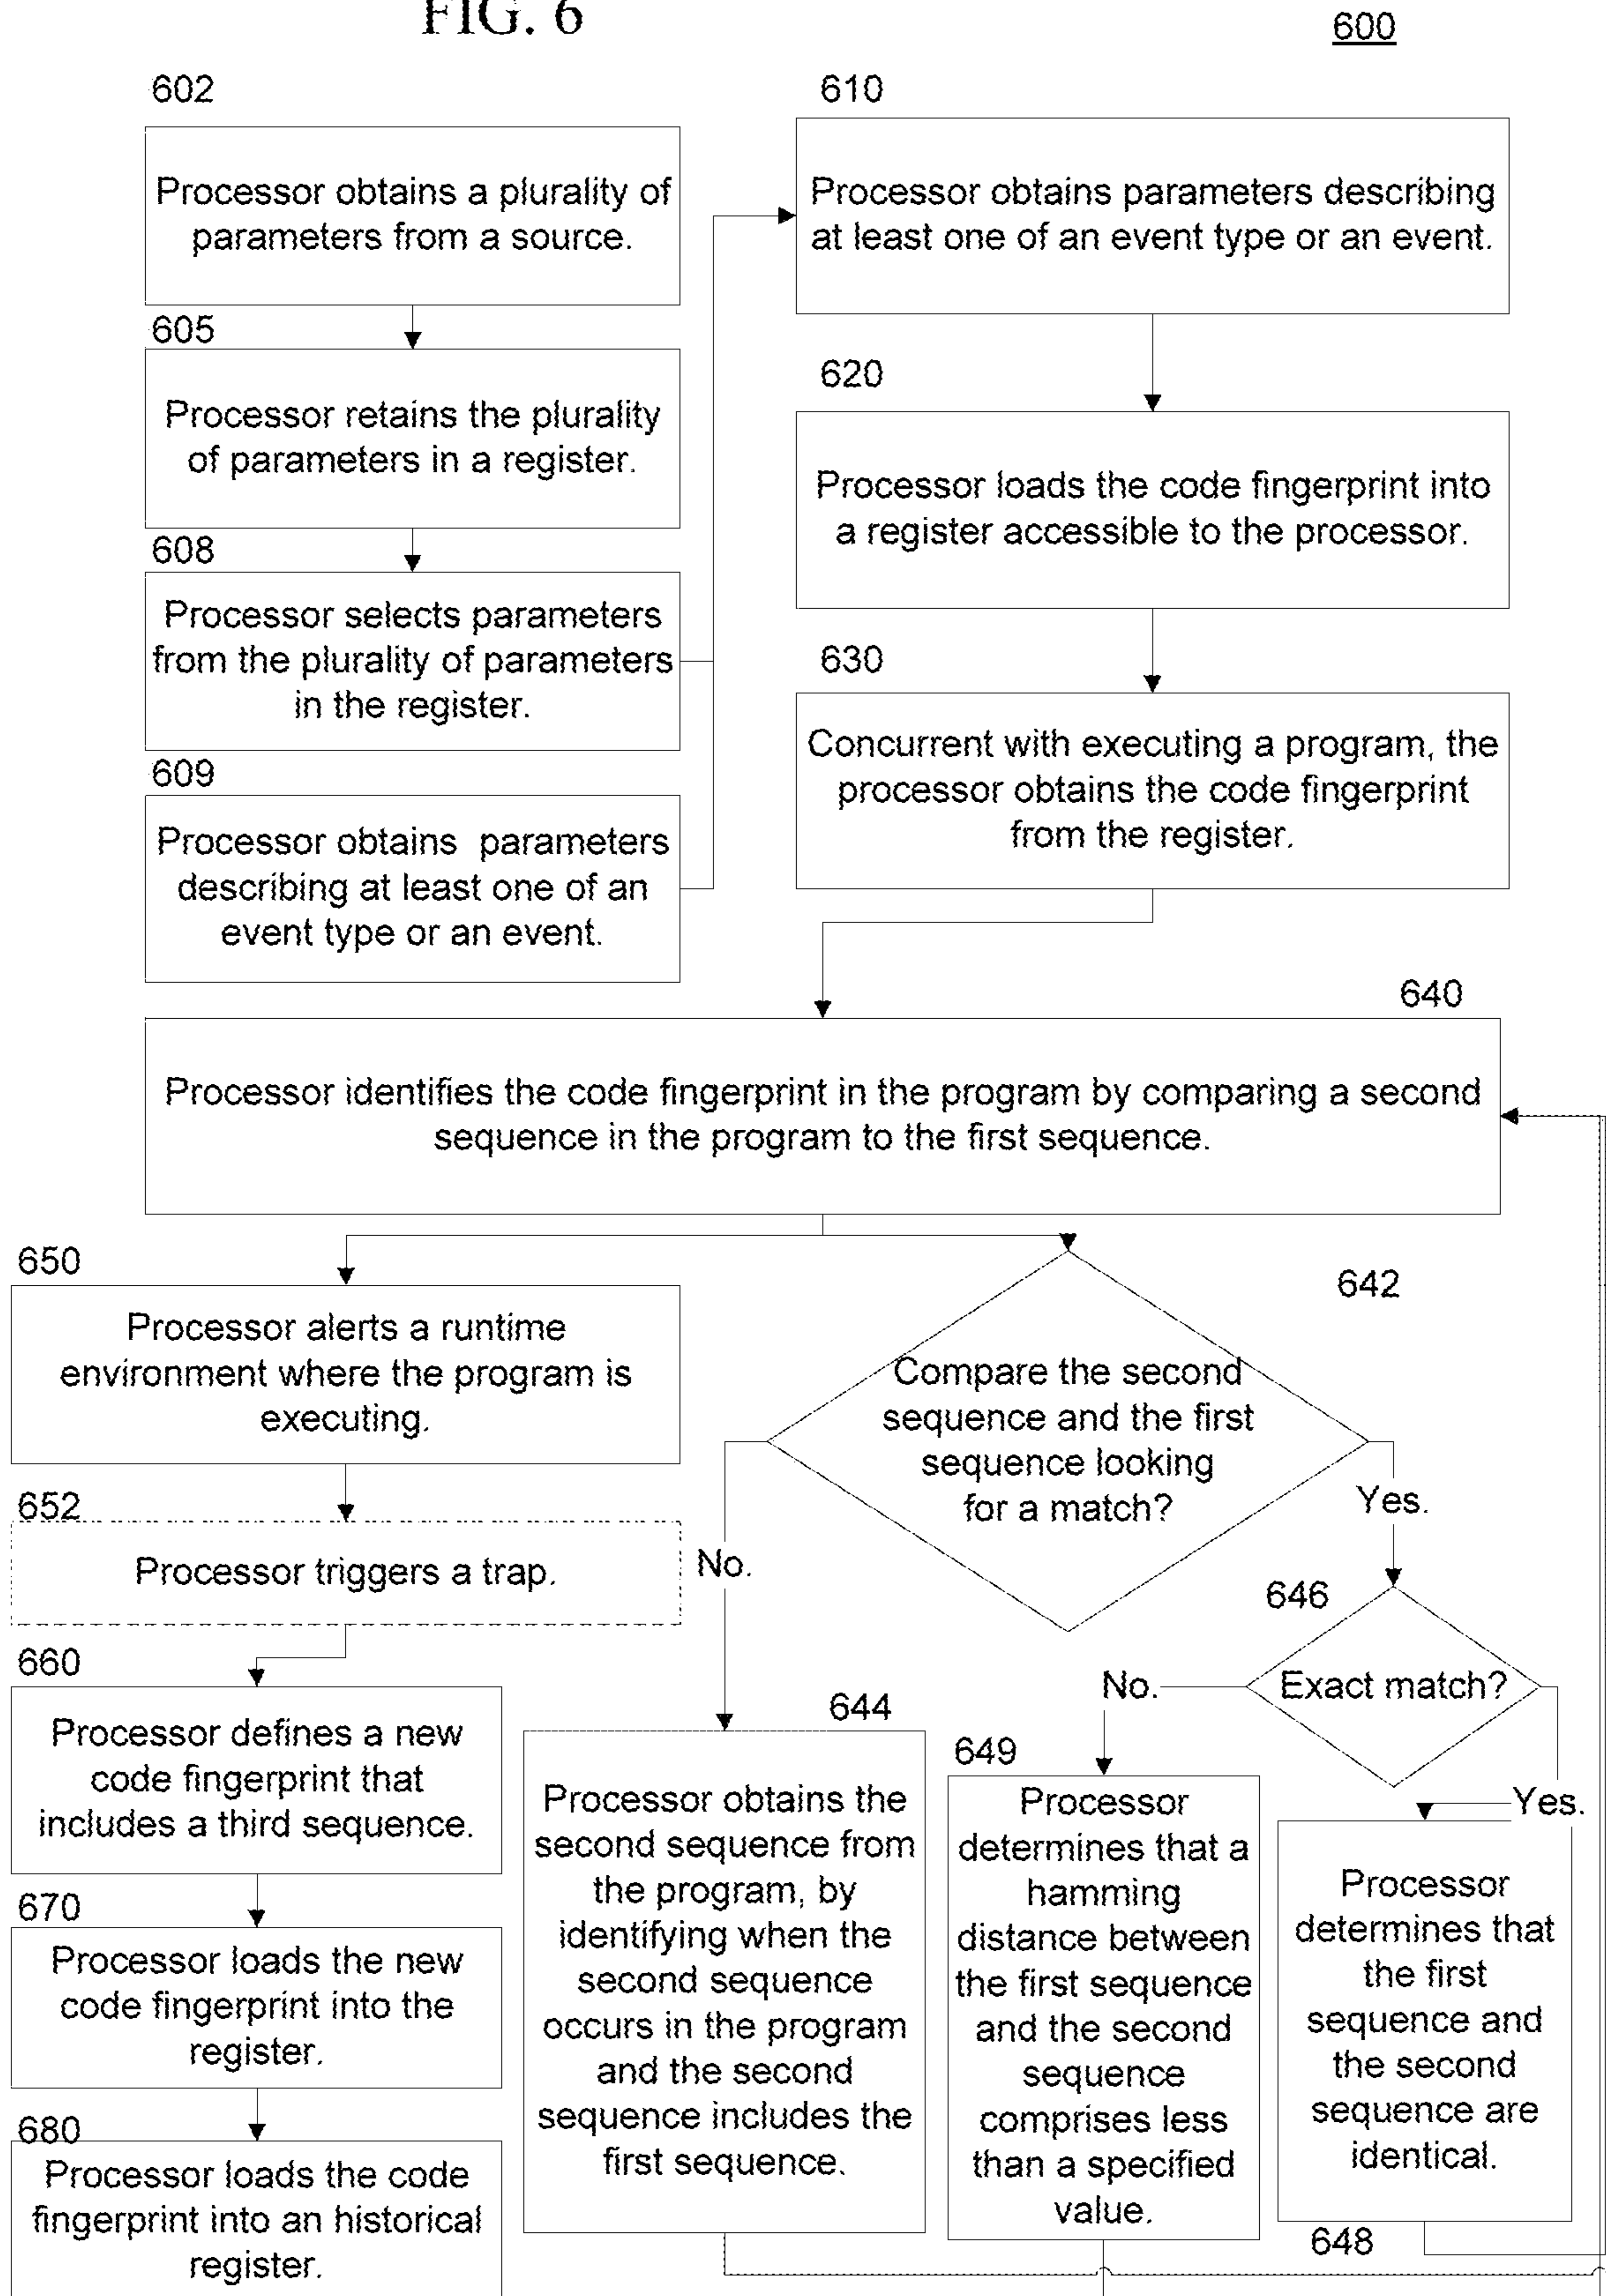 FIG. 6
600
602
Processor obtains a plurality of
parameters from a source.
605
Processor retains the plurality
of parameters in a register.
608
Processor selects parameters
from the plurality of parameters
in the register.
609
Processor obtains parameters
describing at least one of an
event type or an event.
610
Processor obtains parameters describing
at least one of an event type or an event.
620
Processor loads the code fingerprint into
a register accessible to the processor.
630
Concurrent with executing a program, the
processor obtains the code fingerprint
from the register.
640
Processor identifies the code fingerprint in the program by comparing a second
sequence in the program to the first sequence.
650
Processor alerts a runtime
environment where the program is
executing.
652
Processor triggers a trap.
660
Processor defines a new
code fingerprint that
includes a third sequence.
670
Processor loads the new
code fingerprint into the
register.
680
Processor loads the code
fingerprint into an historical
register.
642
Compare the second
sequence and the first
sequence looking
for a match?
No.
Yes.
644
Processor obtains the
second sequence from
the program, by
identifying when the
second sequence
occurs in the program
and the second
sequence includes the
first sequence.
646
Exact match?
No.
Yes.
649
Processor
determines that a
hamming
distance between
the first sequence
and the second
sequence
comprises less
than a specified
value.
Processor
determines that
the first
sequence and
the second
sequence are
identical.
648